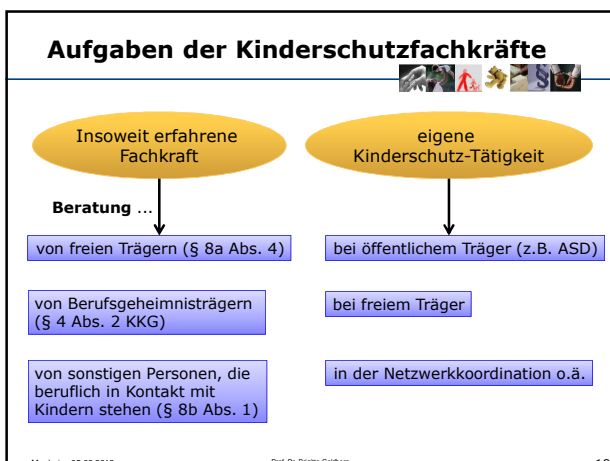 Aufgaben der Kinderschutzfachkräfte
§
Insoweit erfahrene
Fachkraft
Beratung ...
von freien Trägern (§ 8a Abs. 4)
von Berufsgeheimnisträgern
(§ 4 Abs. 2 KKG)
von sonstigen Personen, die
beruflich in Kontakt mit
Kindern stehen (§ 8b Abs. 1)
eigene
Kinderschutz-Tätigkeit
bei öffentlichem Träger (z.B. ASD)
bei freiem Träger
in der Netzwerkkoordination o.ä.